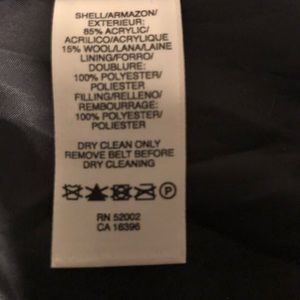 SHELL/ARMAZON/
EXTERIEUR:
85% ACRYLIC/
ACRILICO/ACRYLIQUE
15% WOOL/LANA/LAINE
LINING/FORRO/
DOUBLURE:
100% POLYESTER/
POLIESTER
FILLING/RELLENO/
REMBOURRAGE:
100% POLYESTER/
POLIESTER
DRY CLEAN ONLY
REMOVE BELT BEFORE
DRY CLEANING
P
RN 52002
CA 18396